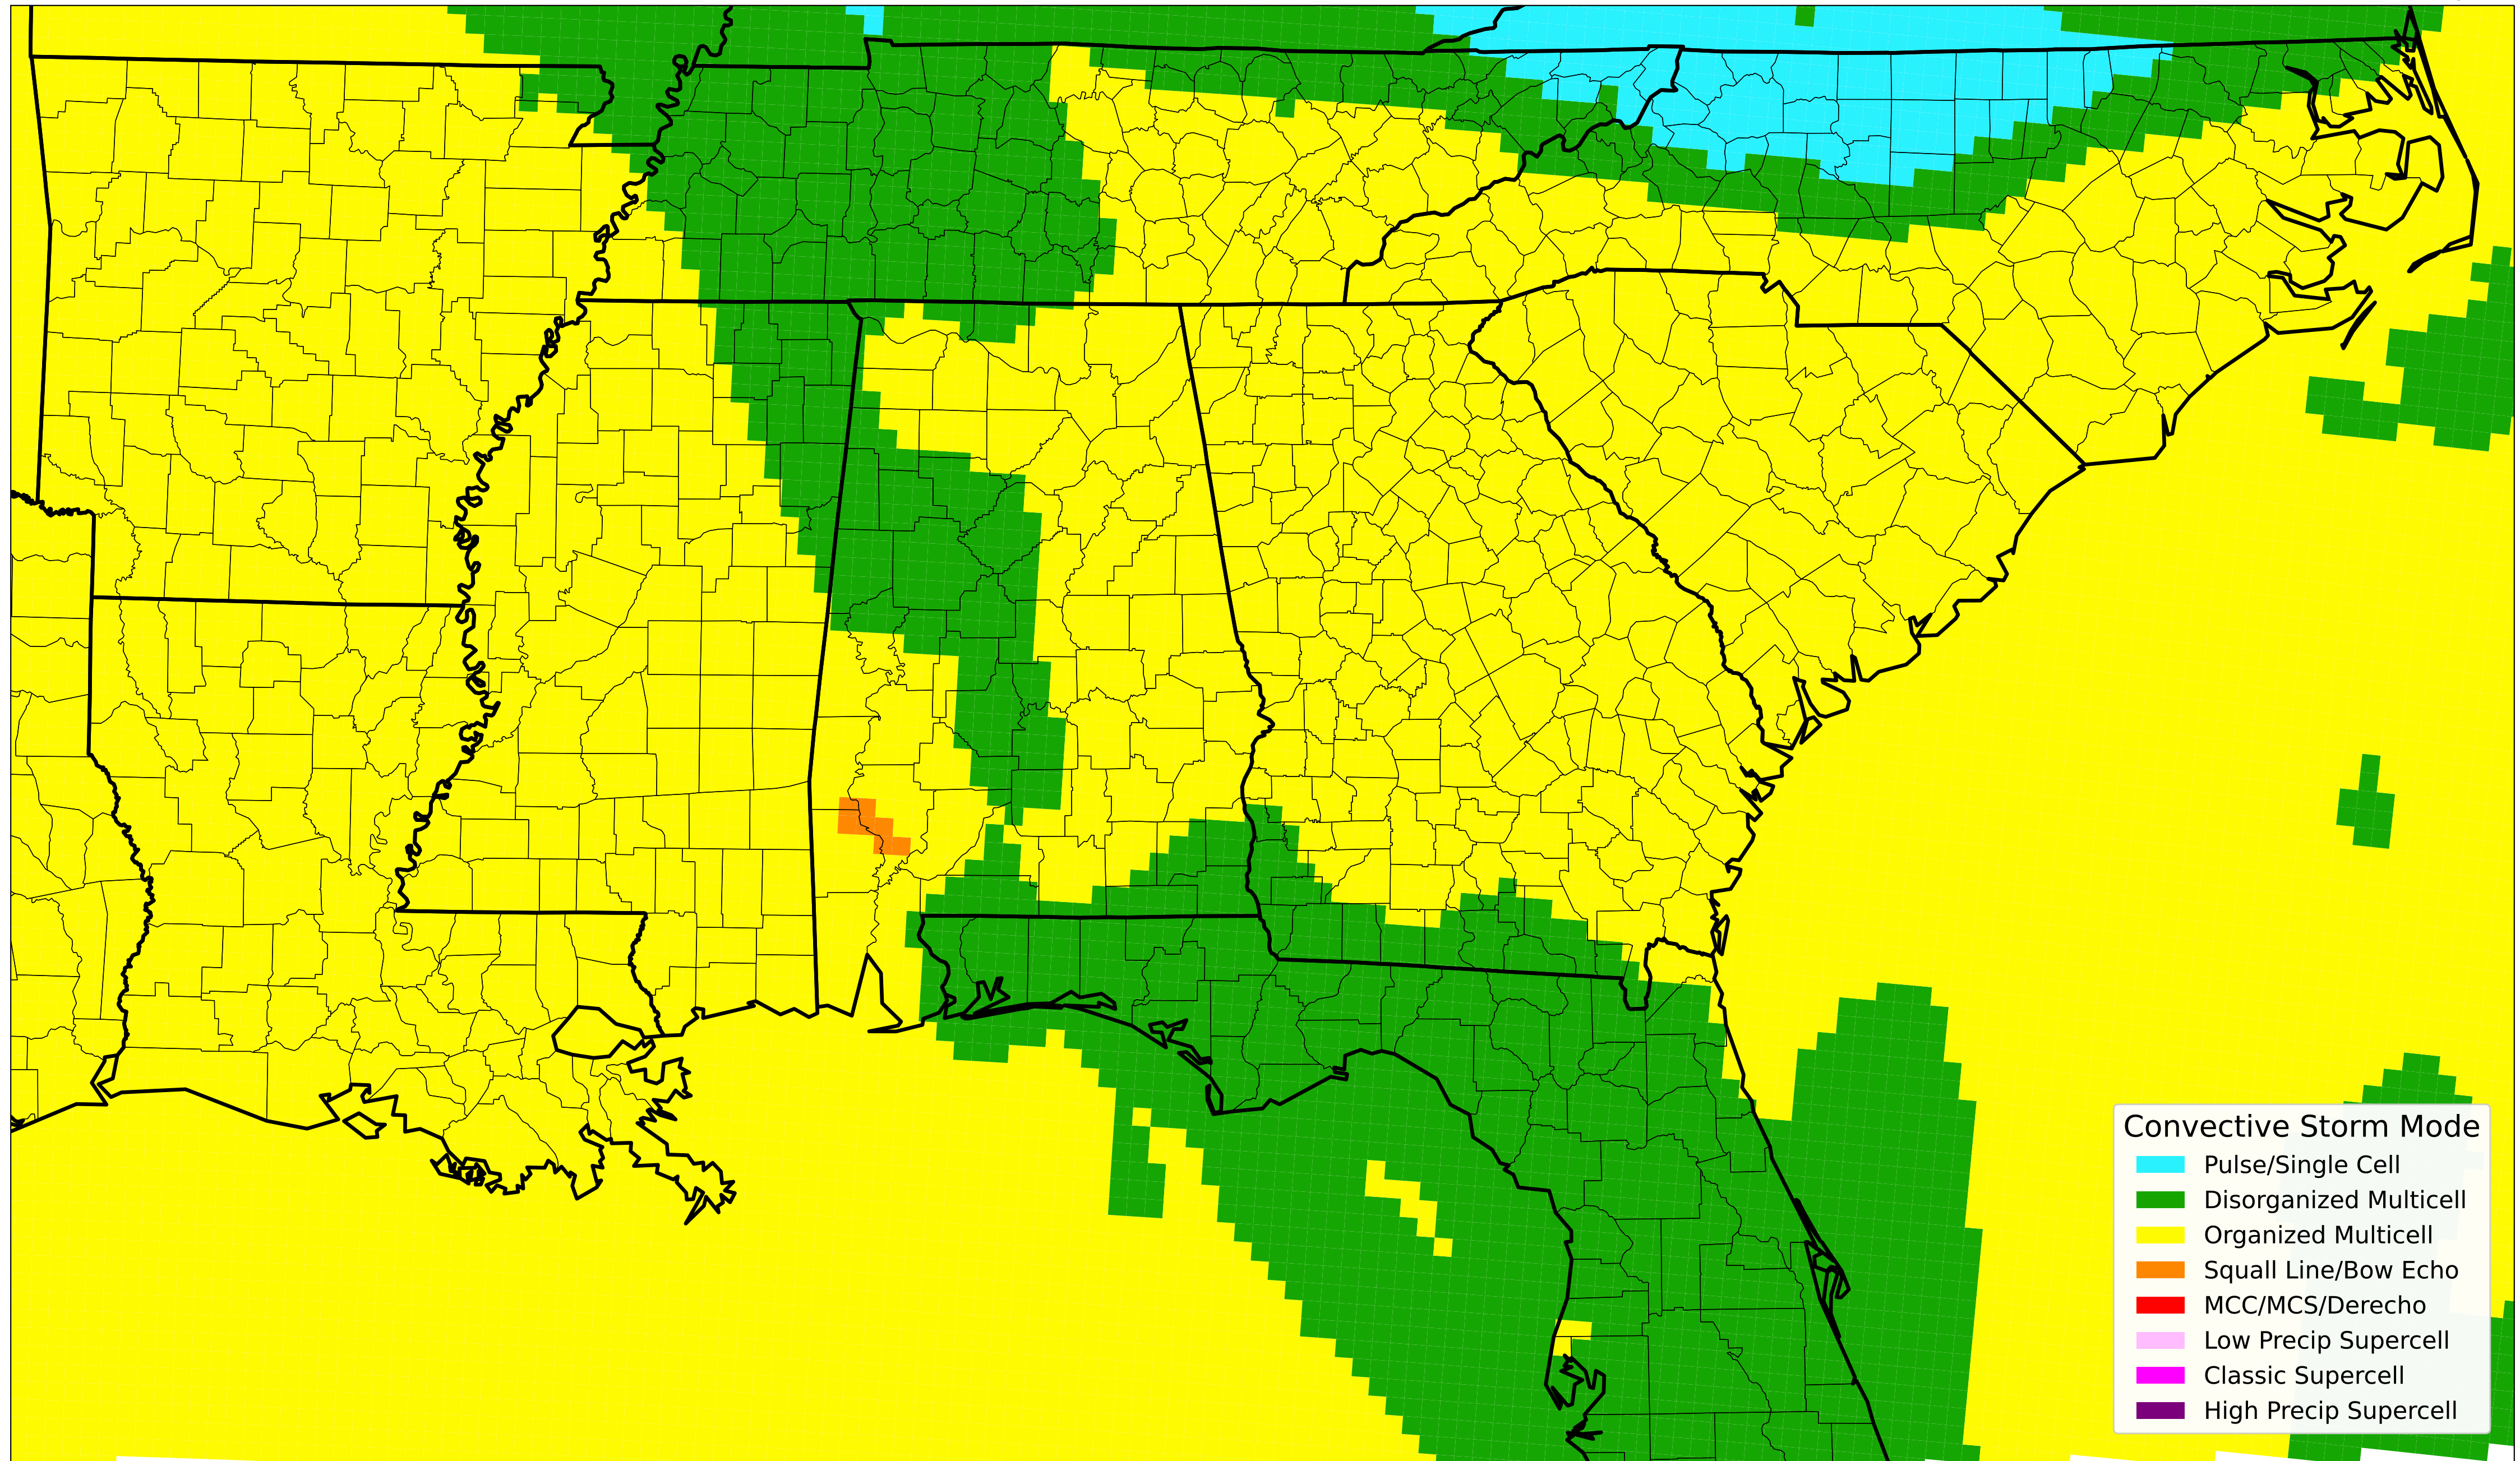 Convective Storm Mode
Pulse/Single Cell
Disorganized Multicell
Organized Multicell
Squall Line/Bow Echo
MCC/MCS/Derecho
Low Precip Supercell
Classic Supercell
High Precip Supercell